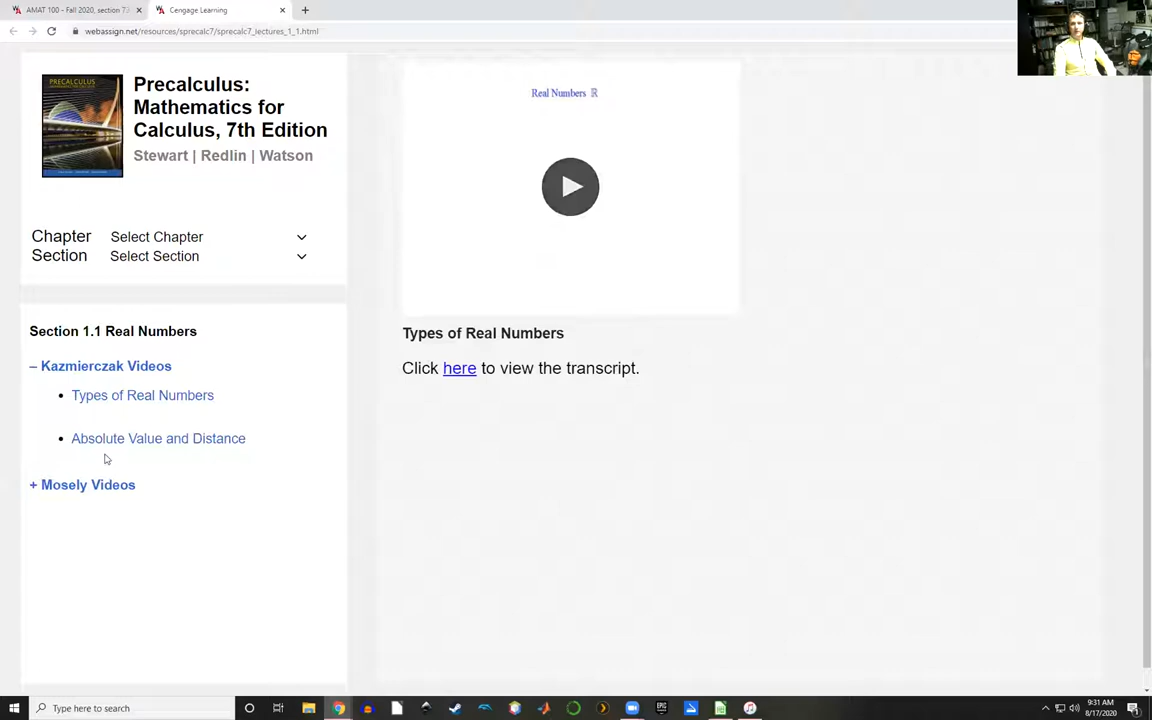 AMAT 100 - Fall 2020, section 73
Cengage Learning
webassign.net/resources/sprecalc7/sprecalc7_lectures_1_1.html
PRECALCULUS
Precalculus:
Mathematics for
Calculus, 7th Edition
Stewart | Redlin | Watson
Chapter Select Chapter
Section Select Section
Real Numbers ℝ
Types of Real Numbers
Click here to view the transcript.
Section 1.1 Real Numbers
– Kazmierczak Videos
• Types of Real Numbers
• Absolute Value and Distance
+ Mosely Videos
Type here to search
EPIC
9:31 AM
8/17/2020